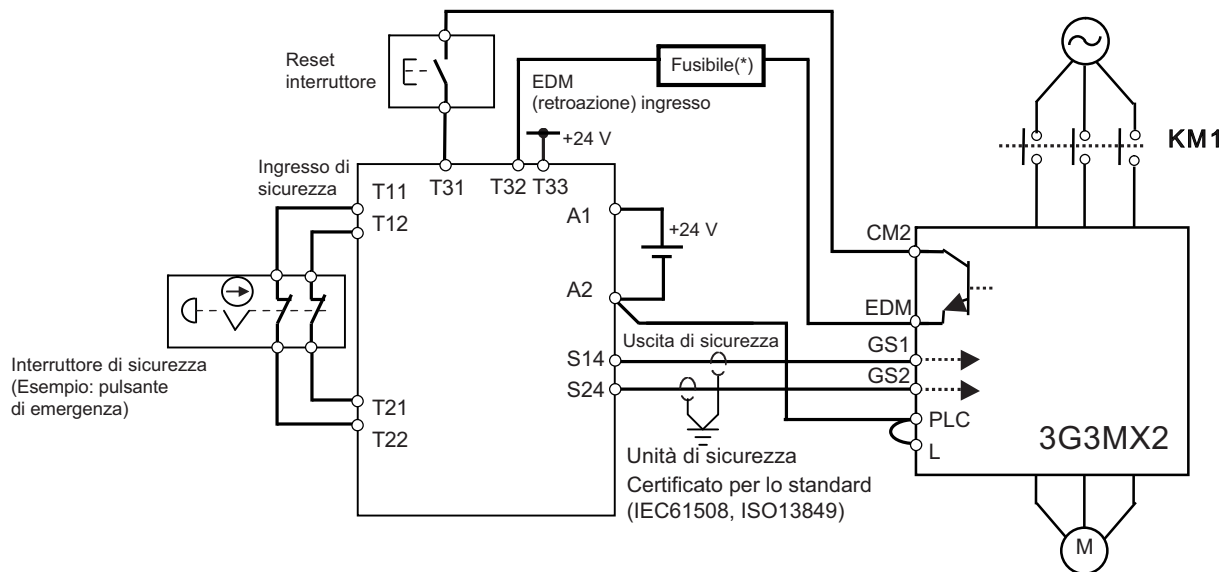 Reset
interruttore
EDM
(retroazione) ingresso
Fusibile(*)
+24 V
KM1
Ingresso di
sicurezza
T11
T12
T31
T32
T33
A1
+24 V
A2
CM2
EDM
Uscita di sicurezza
GS1
GS2
S14
S24
PLC
L
3G3MX2
Interruttore di sicurezza
(Esempio: pulsante
di emergenza)
T21
T22
Unità di sicurezza
Certificato per lo standard
(IEC61508, ISO13849)
M